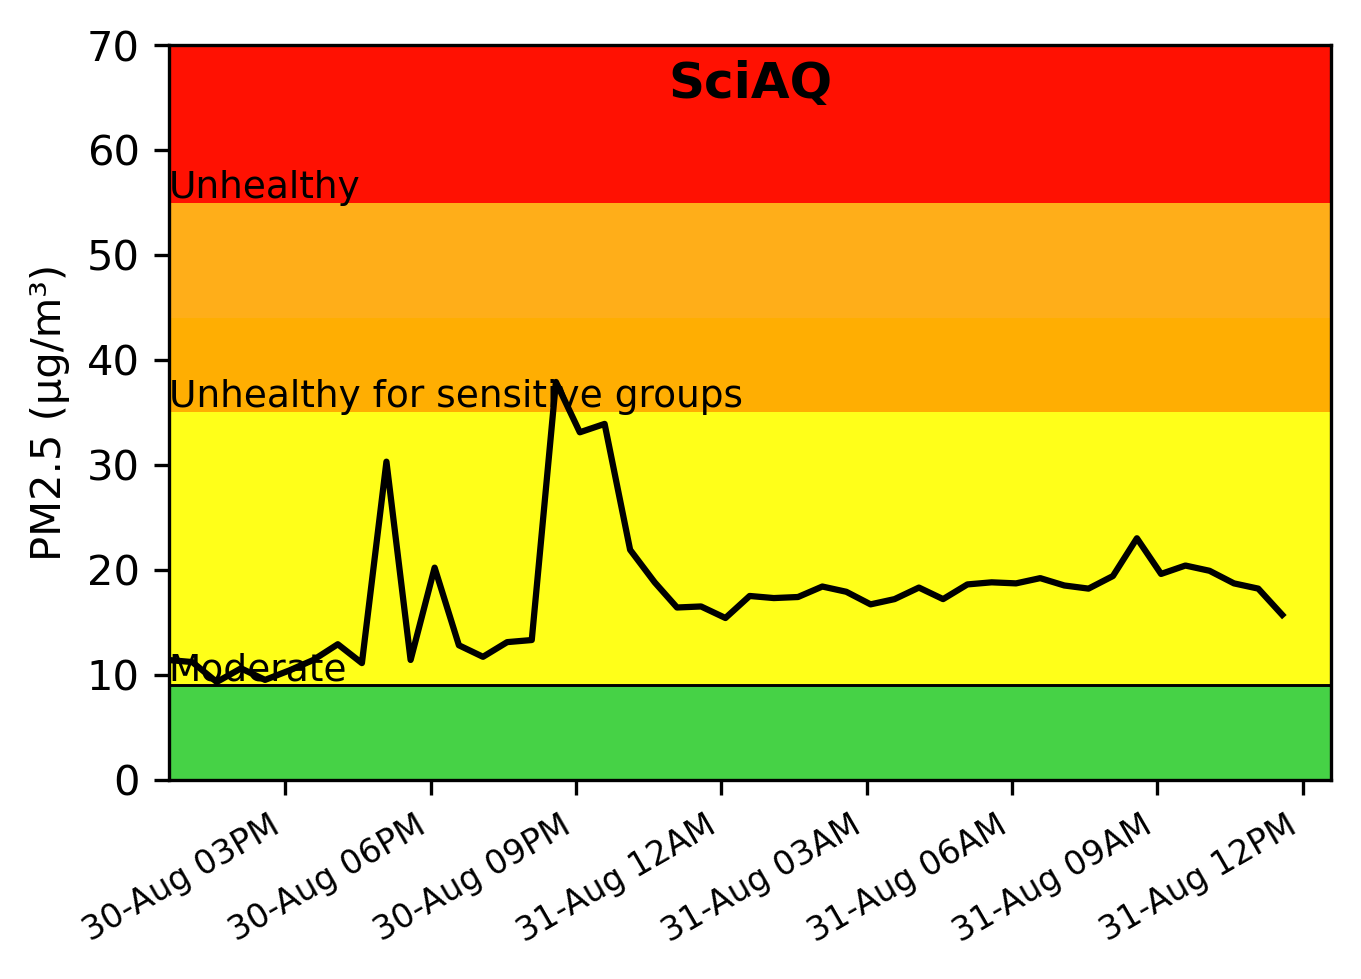 SciAQ
70
60
50
40
30
20
10
0
PM2.5 (µg/m³)
Unhealthy
Unhealthy for sensitive groups
Moderate
30-Aug 03PM
30-Aug 06PM
30-Aug 09PM
31-Aug 12AM
31-Aug 03AM
31-Aug 06AM
31-Aug 09AM
31-Aug 12PM